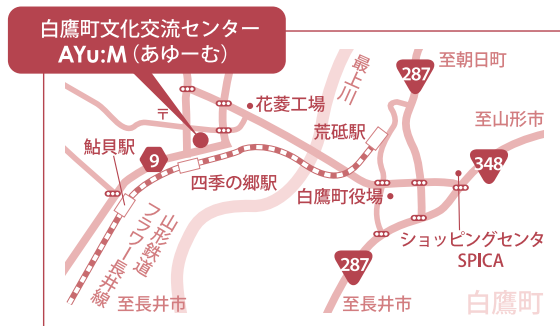 白鷹町文化交流センター
AYu:M（あゆーむ）
287
至朝日町
最上川
花菱工場
〒
荒砥駅
至山形市
鮎貝駅
9
348
四季の郷駅
白鷹町役場
山形鉄道
フラワー長井線
ショッピングセンタ
SPICA
287
至長井市
至長井市
白鷹町